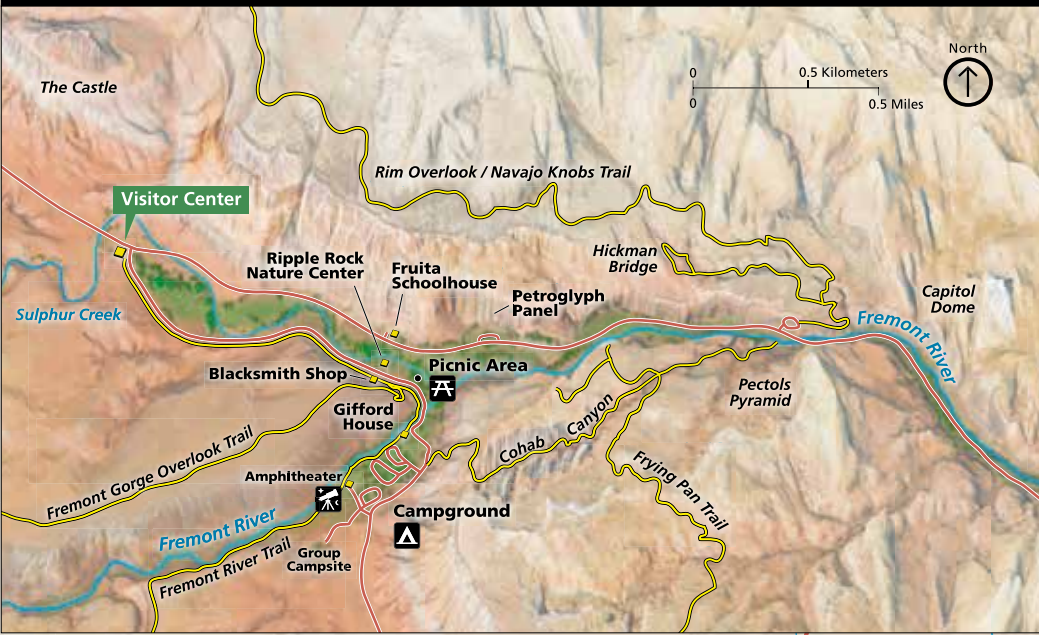 North
0
0.5 Kilometers
0
0.5 Miles
The Castle
Rim Overlook / Navajo Knobs Trail
Visitor Center
Hickman
Bridge
Ripple Rock
Nature Center
Fruita
Schoolhouse
Petroglyph
Panel
Capitol
Dome
Sulphur Creek
Fremont River
Blacksmith Shop
Picnic Area
Pectols
Pyramid
Gifford
House
Cohab Canyon
Fremont Gorge Overlook Trail
Amphitheater
Frying Pan Trail
Campground
Fremont River
Fremont River Trail
Group
Campsite